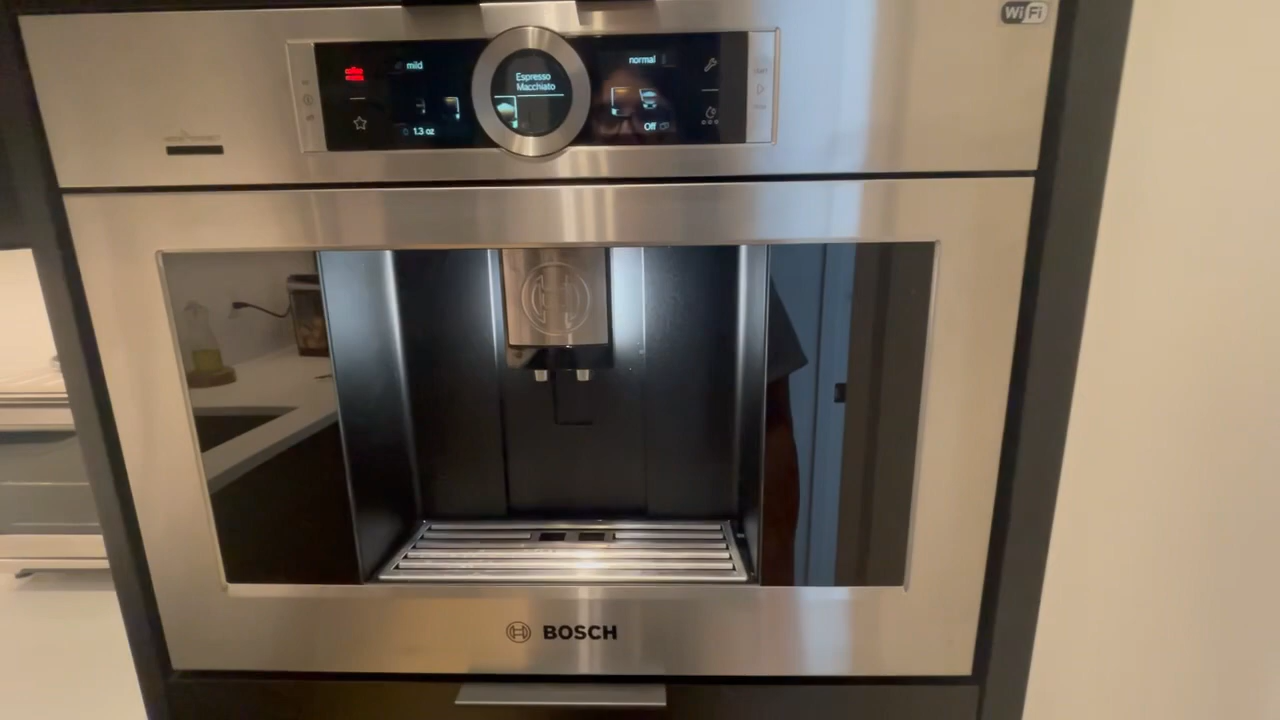 WiFi
mild
Espresso
Macchiato
normal
1.3 oz
Off
BOSCH